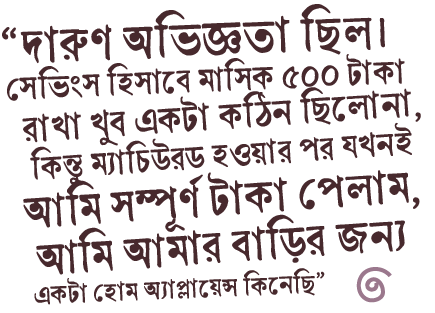 “দারুণ অভিজ্ঞতা ছিল।
সেভিংস হিসাবে মাসিক ৫০০ টাকা
রাখা খুব একটা কঠিন ছিলোনা,
কিন্তু ম্যাচিউরড হওয়ার পর যখনই
আমি সম্পূর্ণ টাকা পেলাম,
আমি আমার বাড়ির জন্য
একটা হোম অ্যাপ্লায়েন্স কিনেছি”